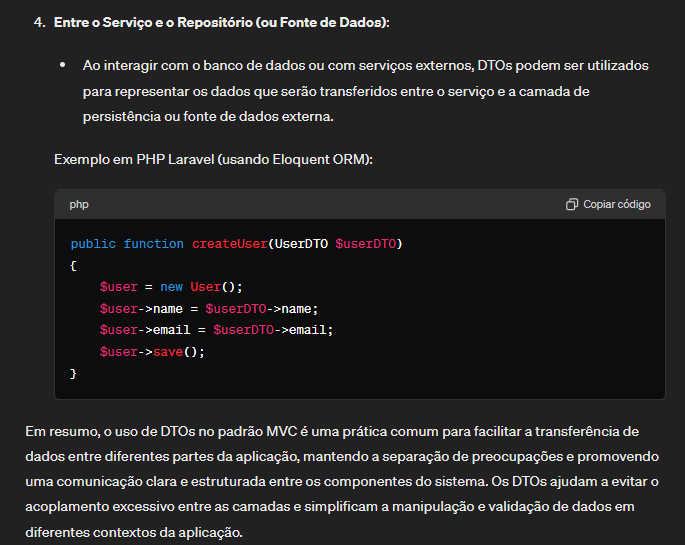 4. Entre o Serviço e o Repositório (ou Fonte de Dados):
• Ao interagir com o banco de dados ou com serviços externos, DTOs podem ser utilizados
para representar os dados que serão transferidos entre o serviço e a camada de
persistência ou fonte de dados externa.
Exemplo em PHP Laravel (usando Eloquent ORM):
php Copiar código
public function createUser(UserDTO $userDTO)
{
    $user = new User();
    $user->name = $userDTO->name;
    $user->email = $userDTO->email;
    $user->save();
}
Em resumo, o uso de DTOs no padrão MVC é uma prática comum para facilitar a transferência de
dados entre diferentes partes da aplicação, mantendo a separação de preocupações e promovendo
uma comunicação clara e estruturada entre os componentes do sistema. Os DTOs ajudam a evitar o
acoplamento excessivo entre as camadas e simplificam a manipulação e validação de dados em
diferentes contextos da aplicação.